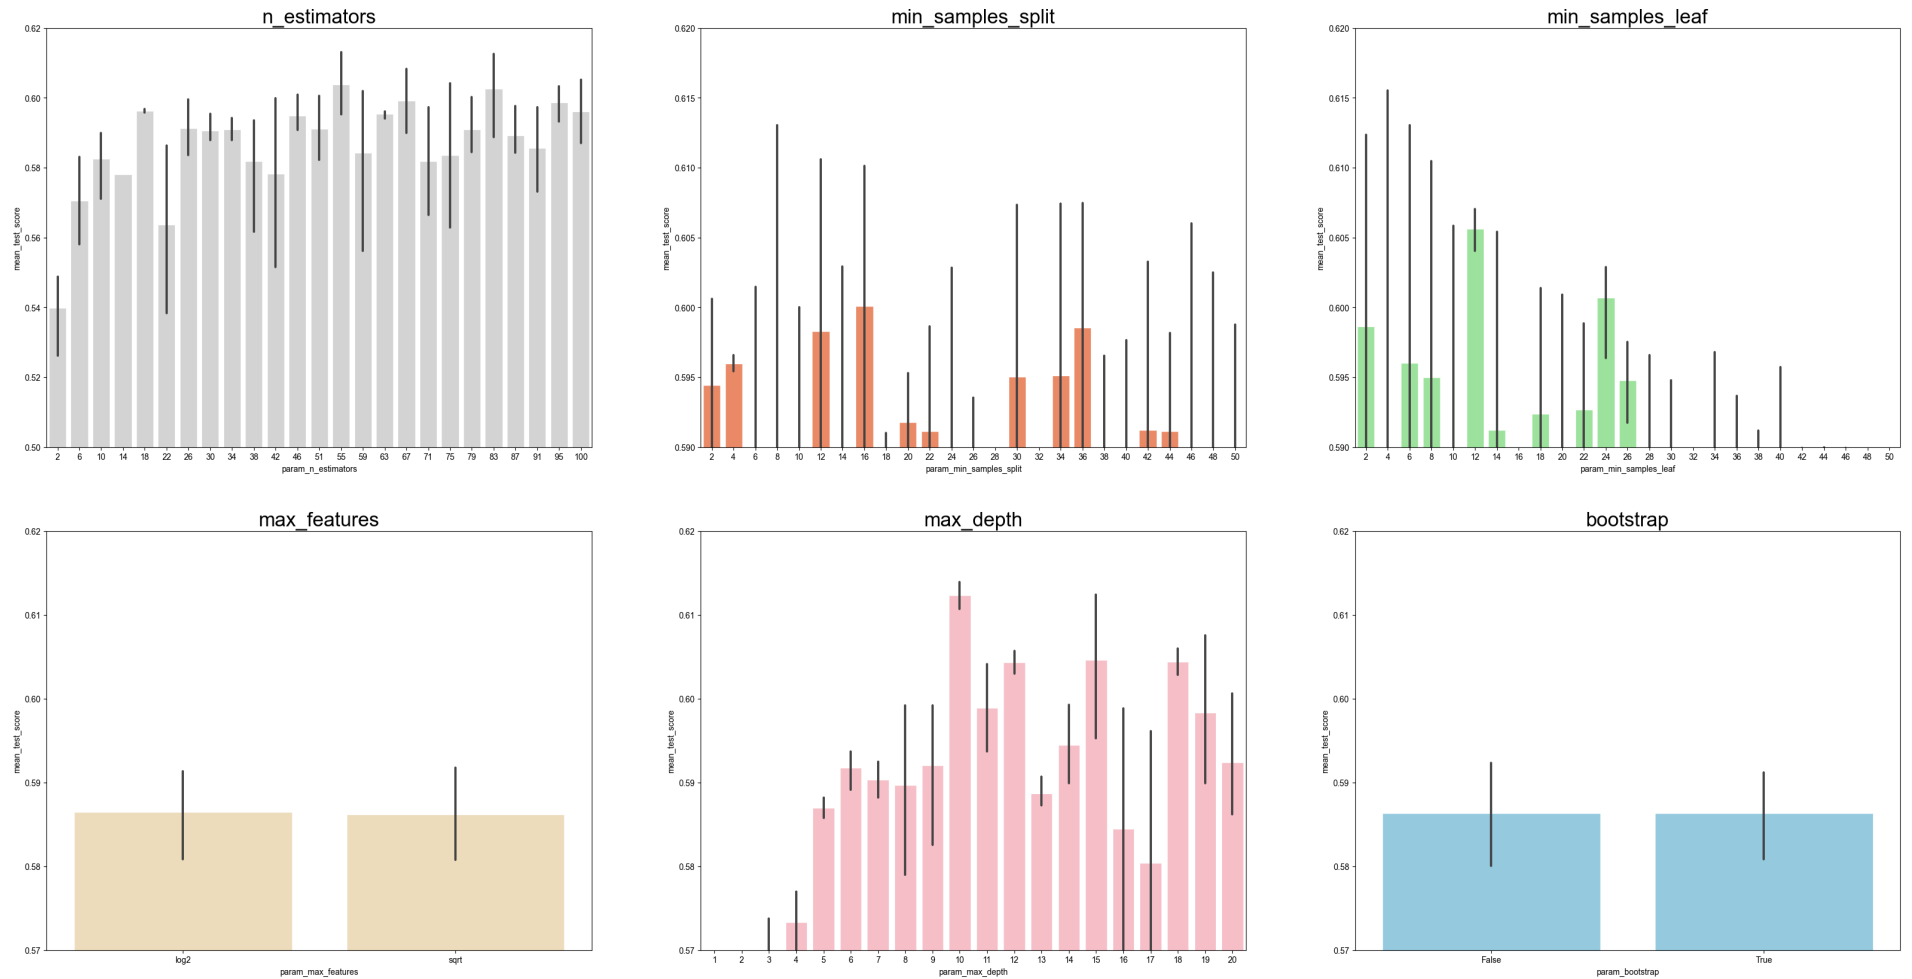 n_estimators
min_samples_split
min_samples_leaf
0.62
0.60
0.58
0.56
0.54
0.52
0.50
mean_test_score
2 6 10 14 18 22 26 30 34 38 42 46 51 55 59 63 67 71 75 79 83 87 91 95 100
param_n_estimators
0.620
0.615
0.610
0.605
0.600
0.595
0.590
mean_test_score
2 4 6 8 10 12 14 16 18 20 22 24 26 28 30 32 34 36 38 40 42 44 46 48 50
param_min_samples_split
0.620
0.615
0.610
0.605
0.600
0.595
0.590
mean_test_score
2 4 6 8 10 12 14 16 18 20 22 24 26 28 30 32 34 36 38 40 42 44 46 48 50
param_min_samples_leaf
max_features
max_depth
bootstrap
0.62
0.61
0.60
0.59
0.58
0.57
mean_test_score
log2 sqrt
param_max_features
0.62
0.61
0.60
0.59
0.58
0.57
mean_test_score
1 2 3 4 5 6 7 8 9 10 11 12 13 14 15 16 17 18 19 20
param_max_depth
0.62
0.61
0.60
0.59
0.58
0.57
mean_test_score
False True
param_bootstrap